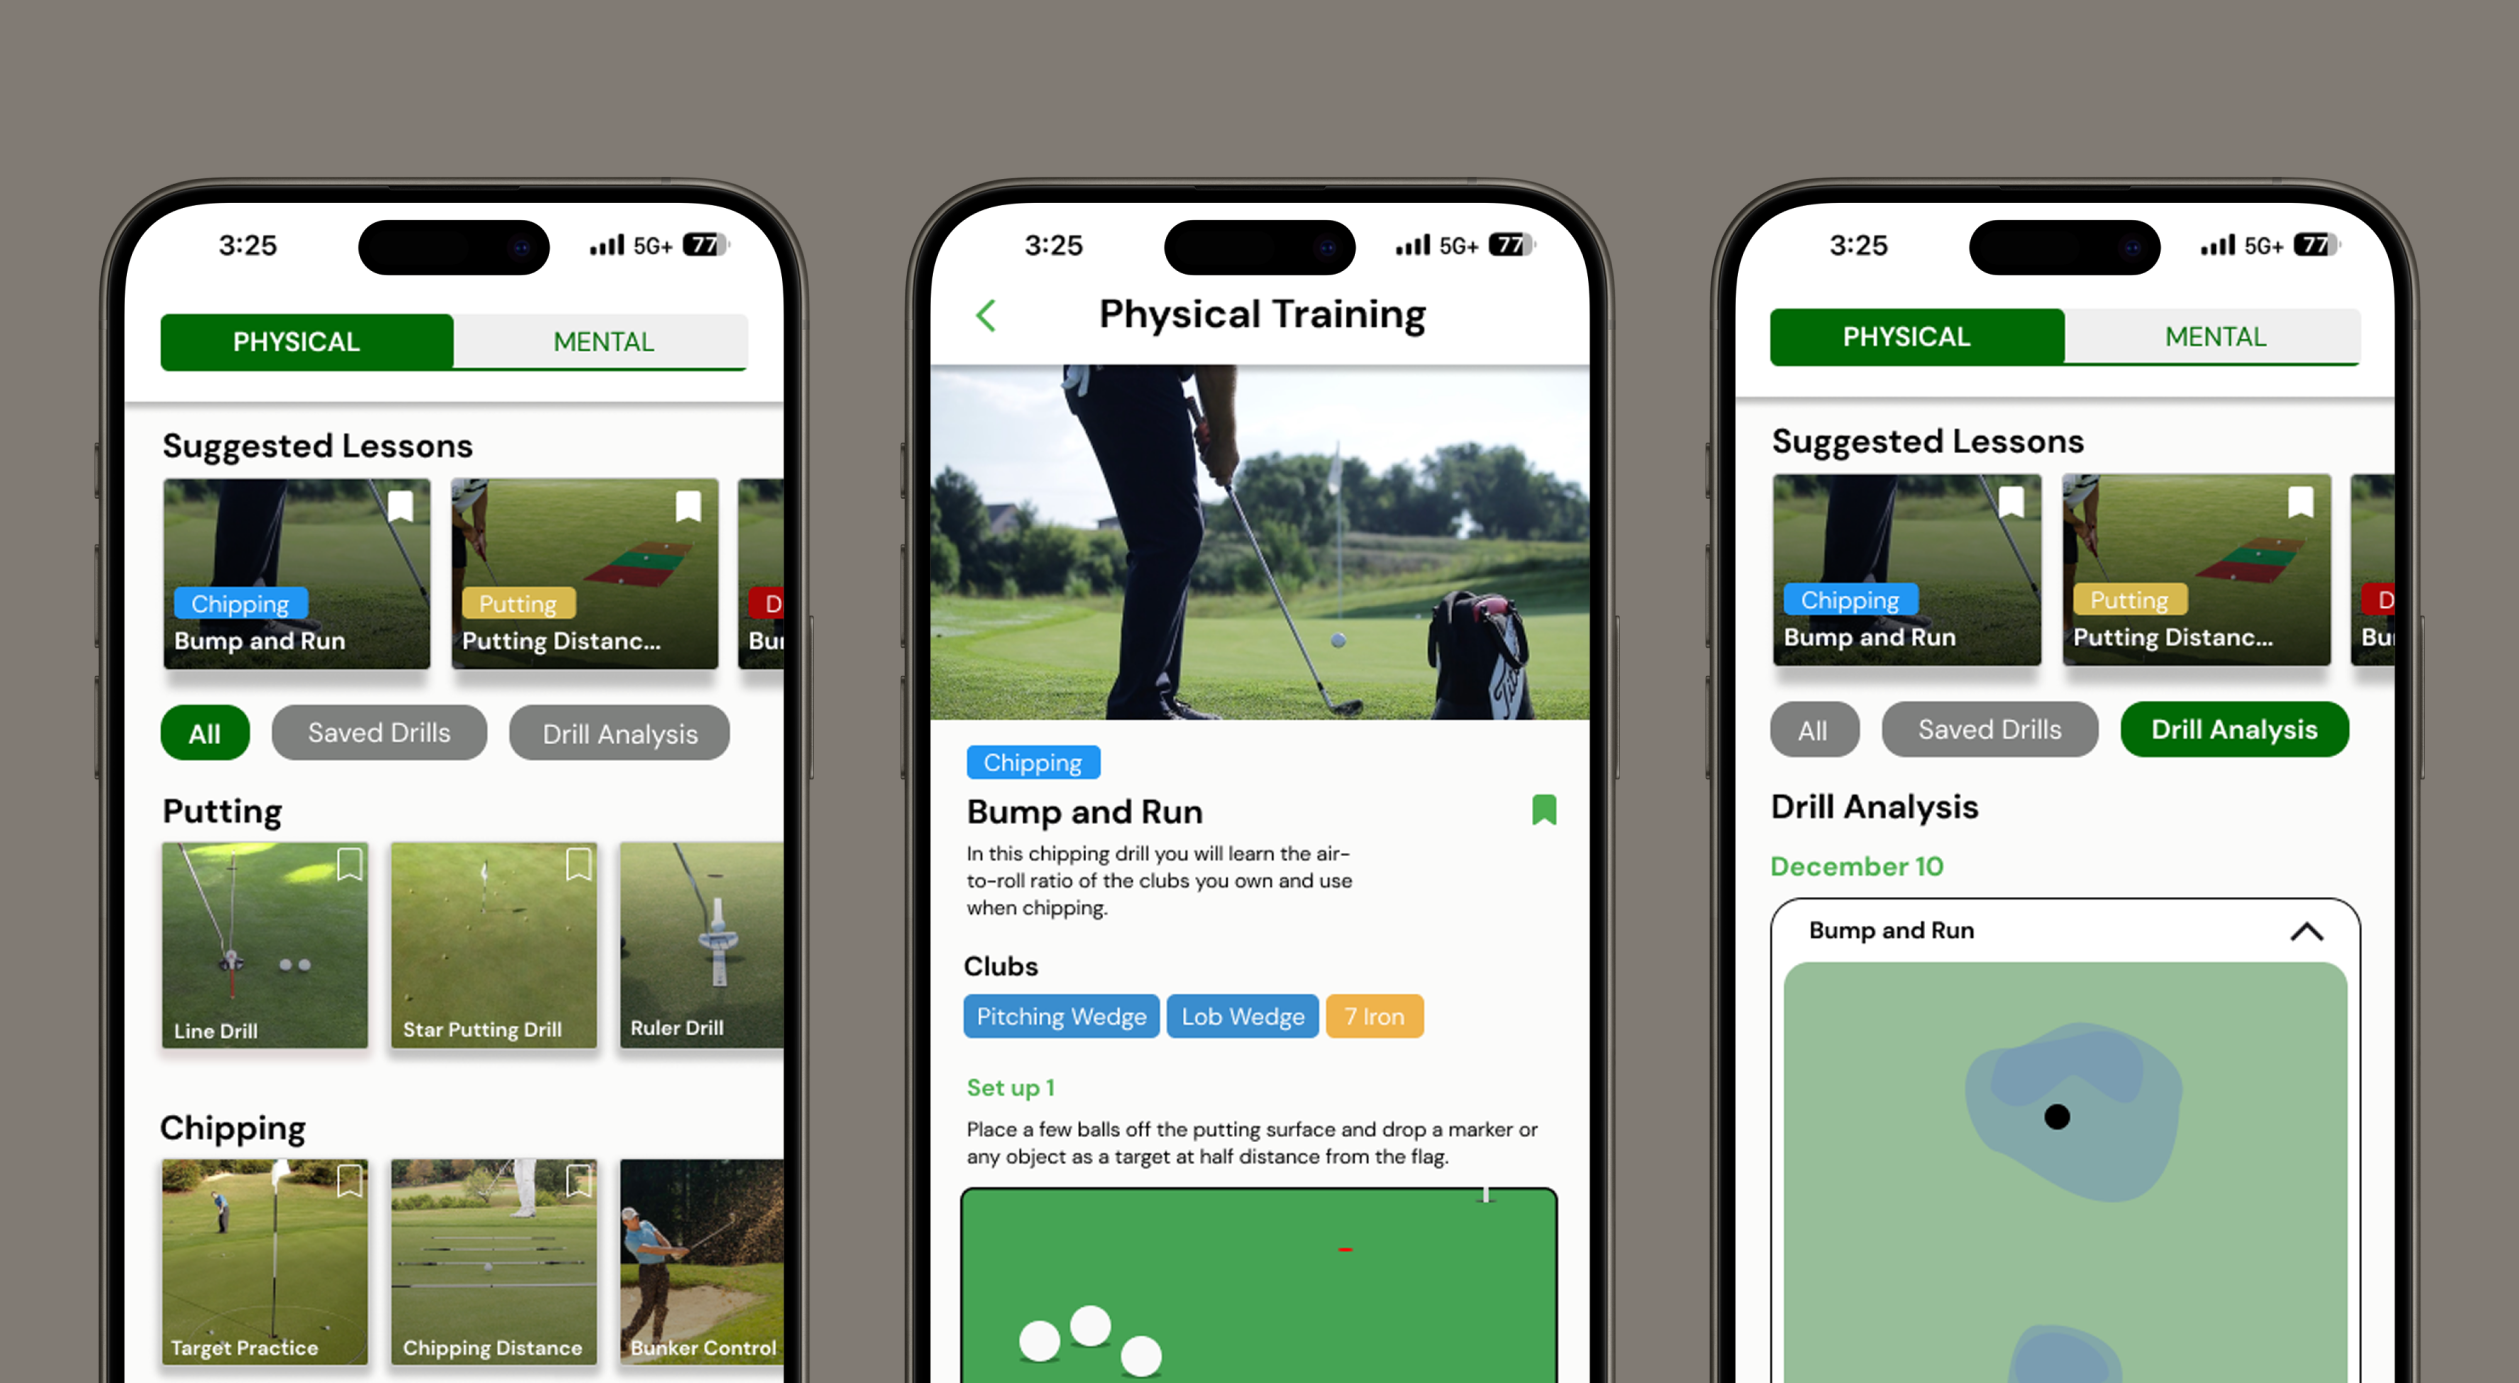 3:25
5G+ 77
PHYSICAL
MENTAL
Suggested Lessons
Chipping
Bump and Run
Putting
Putting Distanc...
D
Bu
All
Saved Drills
Drill Analysis
Putting
Line Drill
Star Putting Drill
Ruler Drill
Chipping
Target Practice
Chipping Distance
Bunker Control
3:25
5G+ 77
Physical Training
Chipping
Bump and Run
In this chipping drill you will learn the air-
to-roll ratio of the clubs you own and use
when chipping.
Clubs
Pitching Wedge
Lob Wedge
7 Iron
Set up 1
Place a few balls off the putting surface and drop a marker or
any object as a target at half distance from the flag.
3:25
5G+ 77
PHYSICAL
MENTAL
Suggested Lessons
Chipping
Bump and Run
Putting
Putting Distanc...
D
Bu
All
Saved Drills
Drill Analysis
Drill Analysis
December 10
Bump and Run